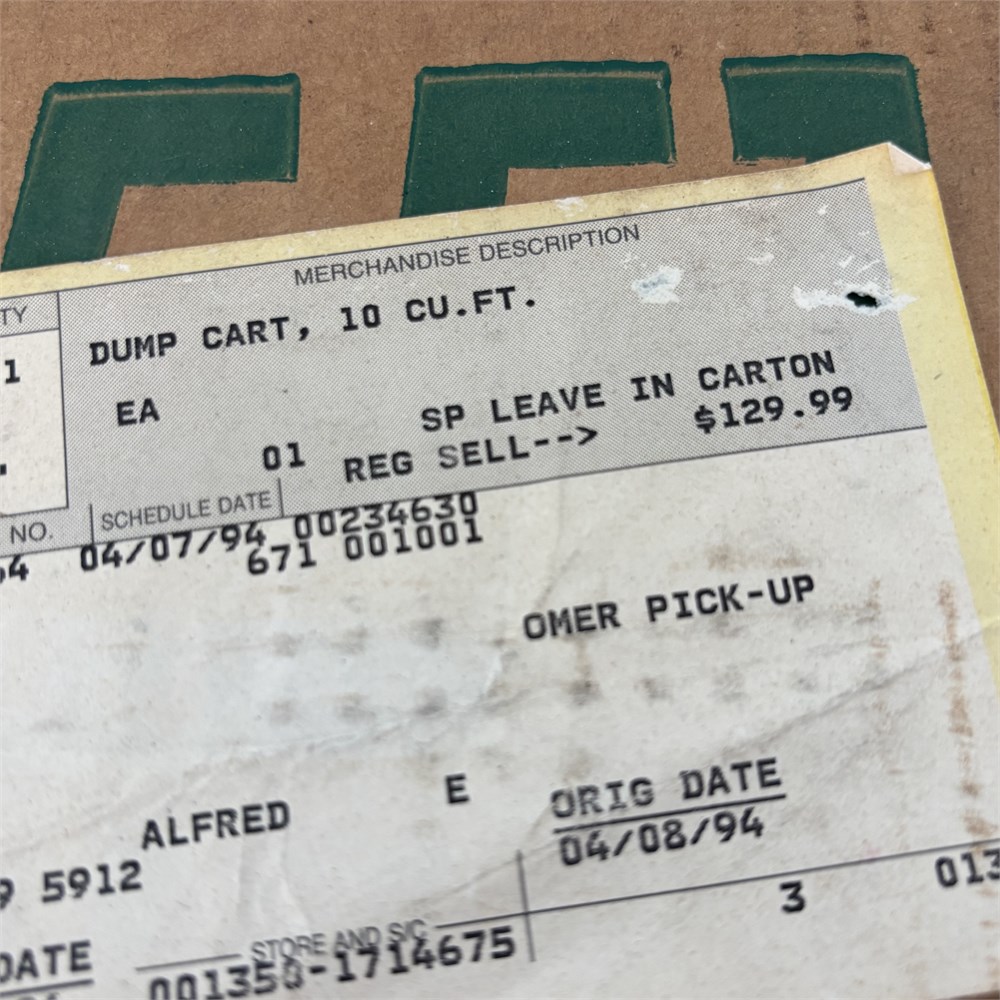 MERCHANDISE DESCRIPTION
TY
DUMP CART, 10 CU.FT.
1
EA
SP LEAVE IN CARTON
01 REG SELL--> $129.99
NO. SCHEDULE DATE
04/07/94 00234630
671 001001
OMER PICK-UP
ALFRED E ORIG DATE
04/08/94
5912
3 013
DATE STORE AND S/C
001350-1714675